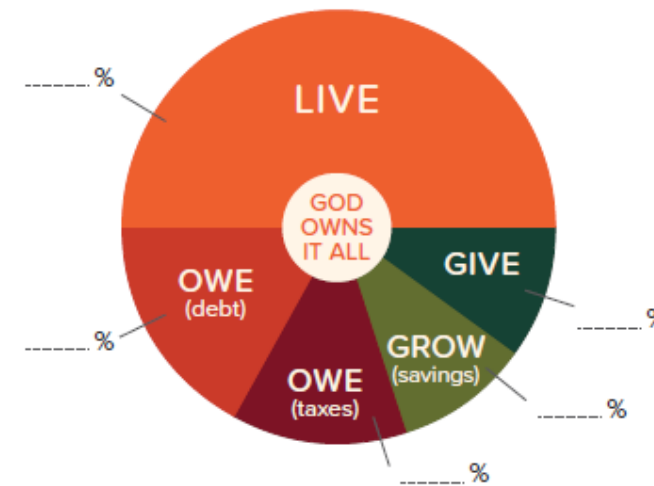 ______ %
LIVE
GOD
OWNS
IT ALL
GIVE
______ %
OWE
(debt)
______ %
GROW
(savings)
______ %
OWE
(taxes)
______ %